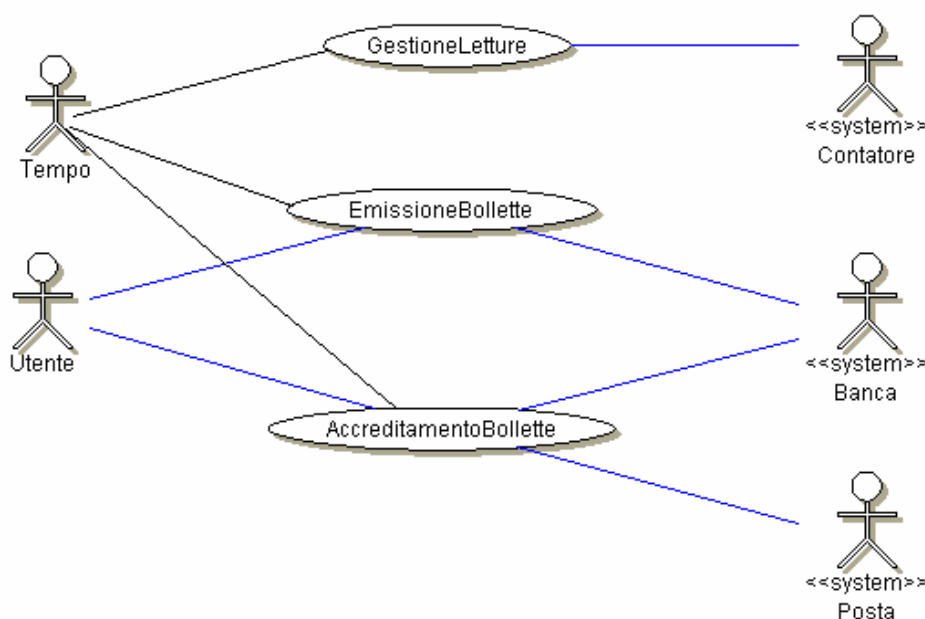 GestioneLetture
<<system>>
Contatore
Tempo
EmissioneBollette
Utente
<<system>>
Banca
AccreditamentoBollette
<<system>>
Posta